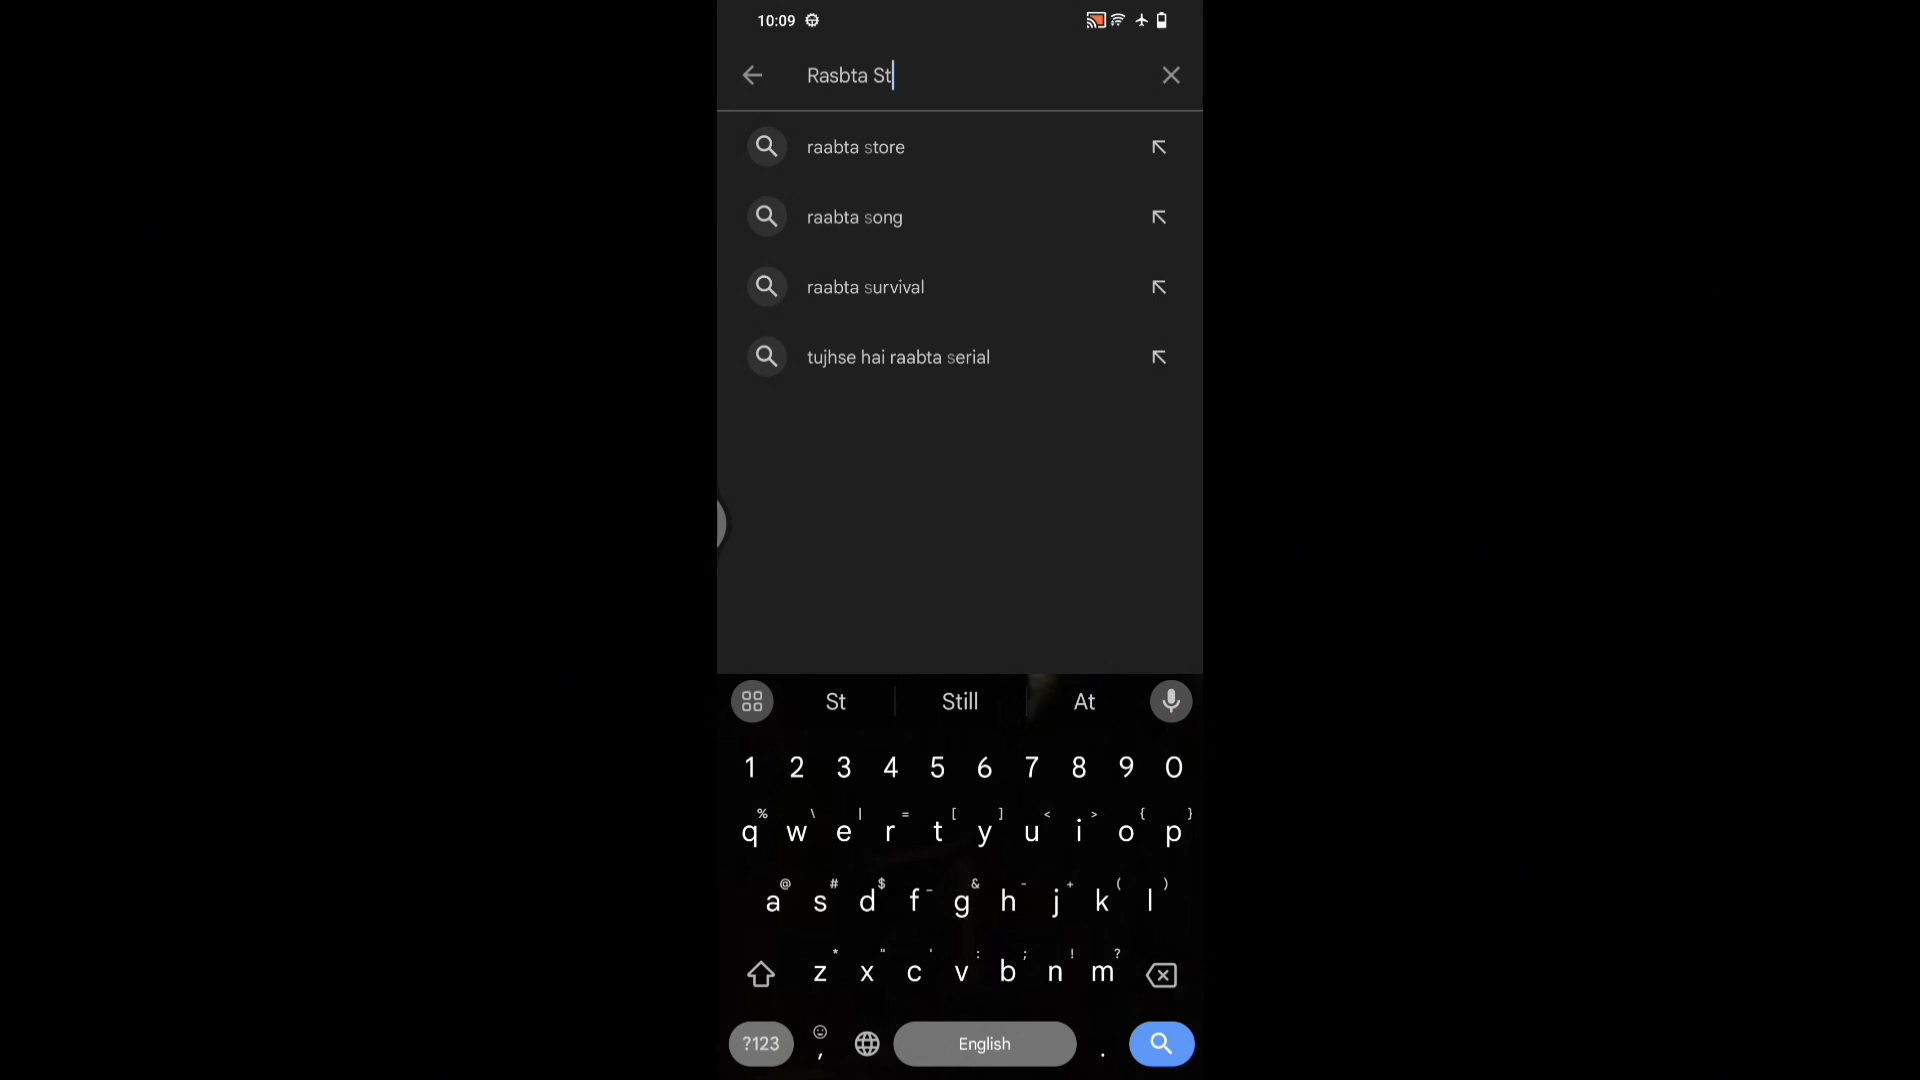 10:09
Rasbta St
raabta store
raabta song
raabta survival
tujhse hai raabta serial
St Still At
1 2 3 4 5 6 7 8 9 0
% \ | = [ ] < > { }
q w e r t y u i o p
@ # $ _ & - + ( )
a s d f g h j k l
* " ' : ; ! ?
z x c v b n m
?123 , English .